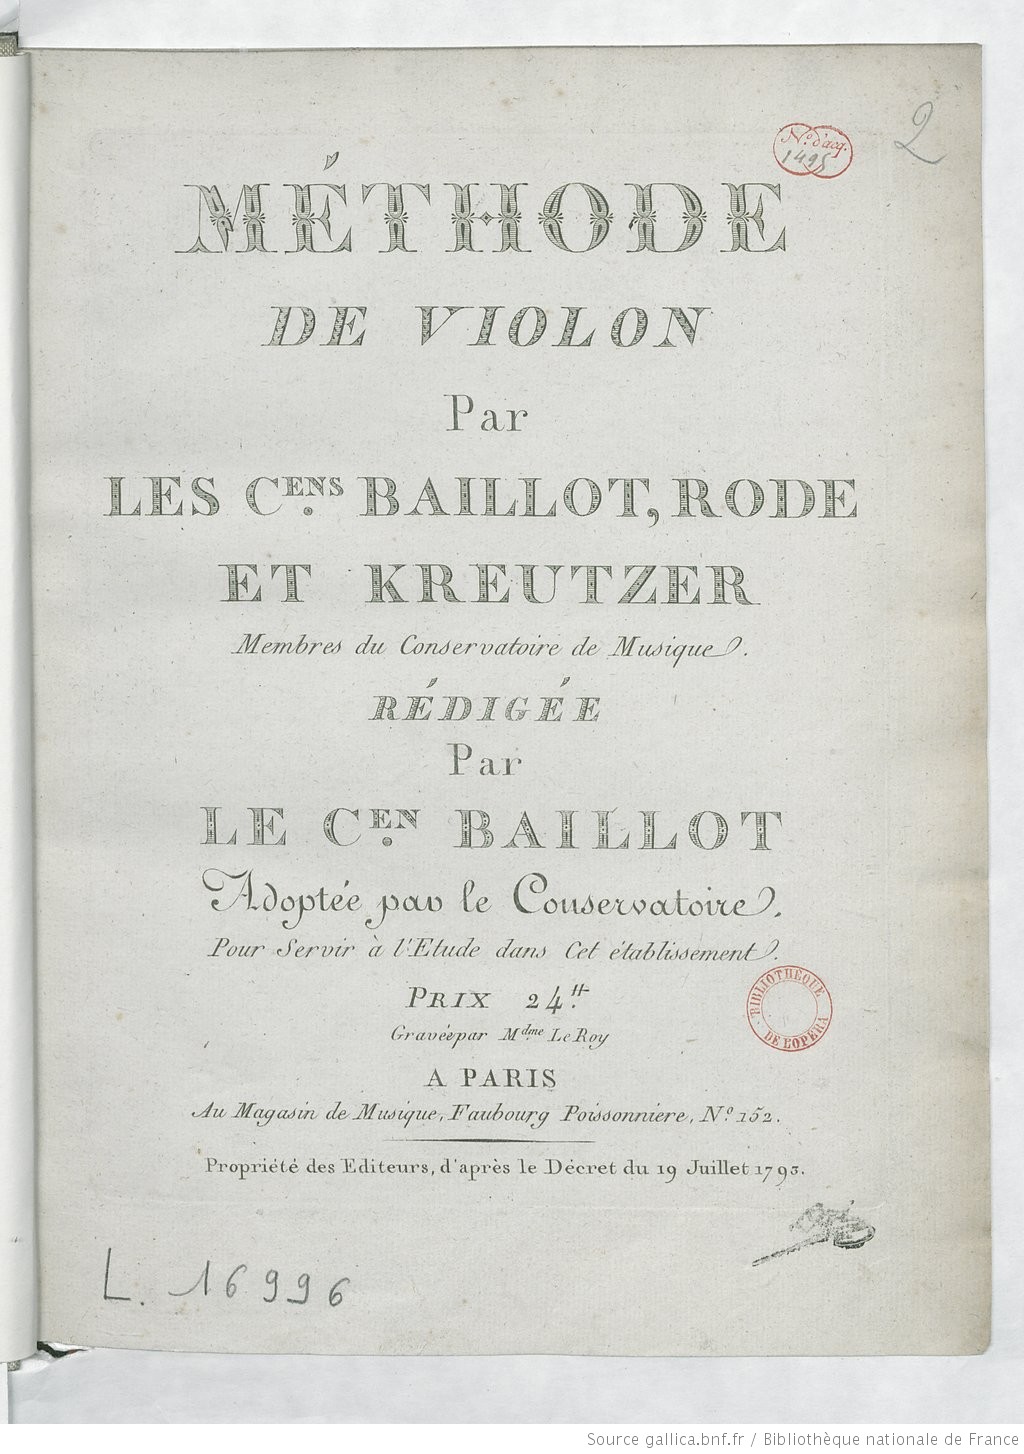 N.º d'acq.
1495
2
MÉTHODE
DE VIOLON
Par
LES C.ENS BAILLOT, RODE
ET KREUTZER
Membres du Conservatoire de Musique.
RÉDIGÉE
Par
LE C.EN BAILLOT
Adoptée par le Conservatoire.
Pour Servir à l'Etude dans Cet établissement.
PRIX 24.tt
Gravée par M.dme Le Roy
BIBLIOTHÈQUE
DE L'OPERA
A PARIS
Au Magasin de Musique, Faubourg Poissonniere, Nº 152.
Propriété des Editeurs, d'après le Décret du 19 Juillet 1793.
L. 16996
Source gallica.bnf.fr / Bibliothèque nationale de France